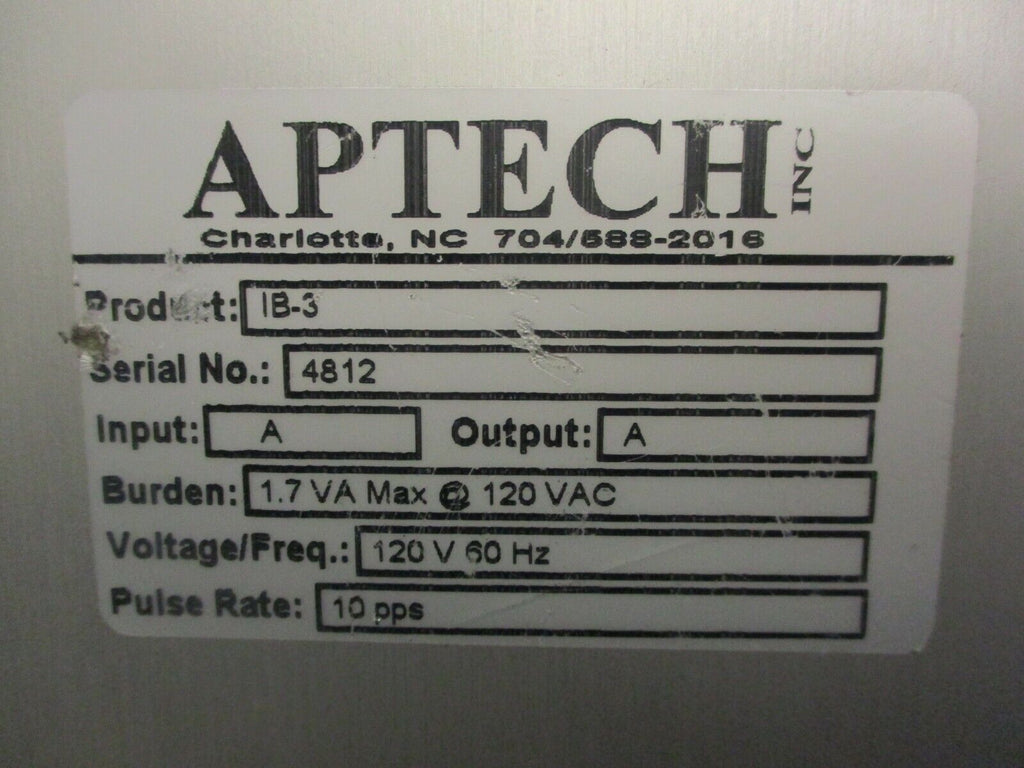 APTECH INC
Charlotte, NC 704/588-2016
Product: IB-3
Serial No.: 4812
Input: A Output: A
Burden: 1.7 VA Max @ 120 VAC
Voltage/Freq.: 120 V 60 Hz
Pulse Rate: 10 pps